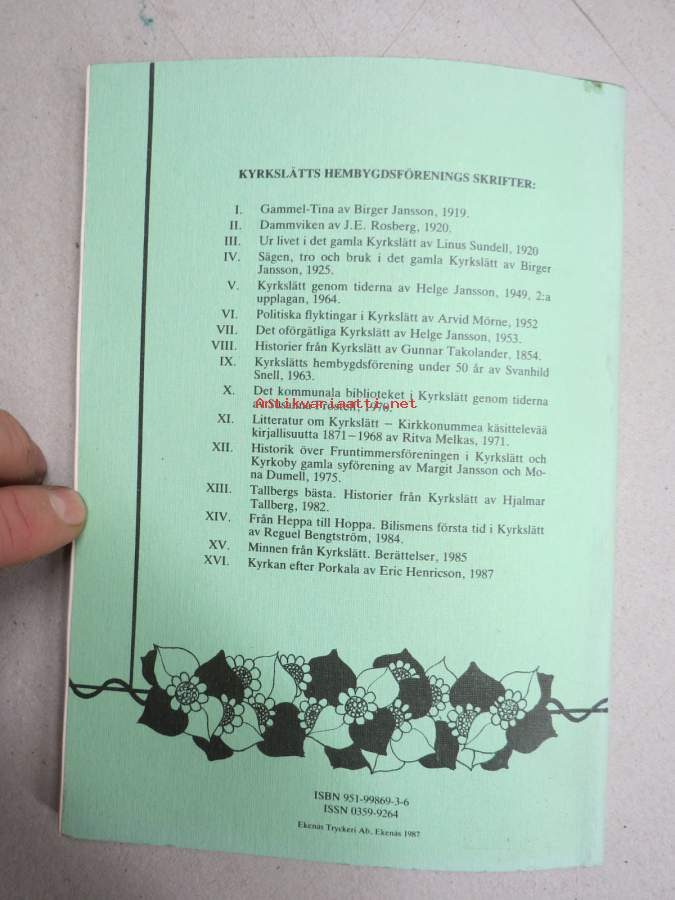 KYRKSLÄTTS HEMBYGDSFÖRENINGS SKRIFTER:
I. Gammel-Tina av Birger Jansson, 1919.
II. Dammviken av J.E. Rosberg, 1920.
III. Ur livet i det gamla Kyrkslätt av Linus Sundell, 1920
IV. Sägen, tro och bruk i det gamla Kyrkslätt av Birger
Jansson, 1925.
V. Kyrkslätt genom tiderna av Helge Jansson, 1949, 2:a
upplagan, 1964.
VI. Politiska flyktingar i Kyrkslätt av Arvid Mörne, 1952
VII. Det oförgätliga Kyrkslätt av Helge Jansson, 1953.
VIII. Historier från Kyrkslätt av Gunnar Takolander, 1854.
IX. Kyrkslätts hembygdsförening under 50 år av Svanhild
Snell, 1963.
X. Det kommunala biblioteket i Kyrkslätt genom tiderna
Antikvariaatti.net
XI. Litteratur om Kyrkslätt – Kirkkonummea käsittelevää
kirjallisuutta 1871–1968 av Ritva Melkas, 1971.
XII. Historik över Fruntimmersföreningen i Kyrkslätt och
Kyrkoby gamla syförening av Margit Jansson och Mo-
na Dumell, 1975.
XIII. Tallbergs bästa. Historier från Kyrkslätt av Hjalmar
Tallberg, 1982.
XIV. Från Heppa till Hoppa. Bilismens första tid i Kyrkslätt
av Reguel Bengtström, 1984.
XV. Minnen från Kyrkslätt. Berättelser, 1985
XVI. Kyrkan efter Porkala av Eric Henricson, 1987
ISBN 951-99869-3-6
ISSN 0359-9264
Ekenäs Tryckeri Ab, Ekenäs 1987